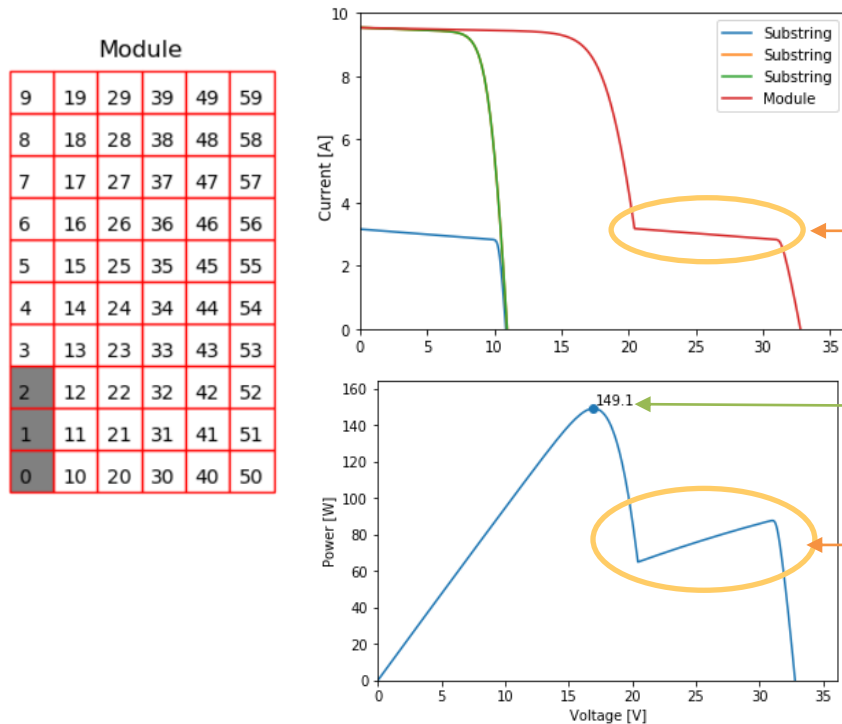 Module
9 19 29 39 49 59
8 18 28 38 48 58
7 17 27 37 47 57
6 16 26 36 46 56
5 15 25 35 45 55
4 14 24 34 44 54
3 13 23 33 43 53
2 12 22 32 42 52
1 11 21 31 41 51
0 10 20 30 40 50
10
8
6
4
2
0
Current [A]
Substring
Substring
Substring
Module
0 5 10 15 20 25 30 35
160
140
120
100
80
60
40
20
0
Power [W]
149.1
0 5 10 15 20 25 30 35
Voltage [V]